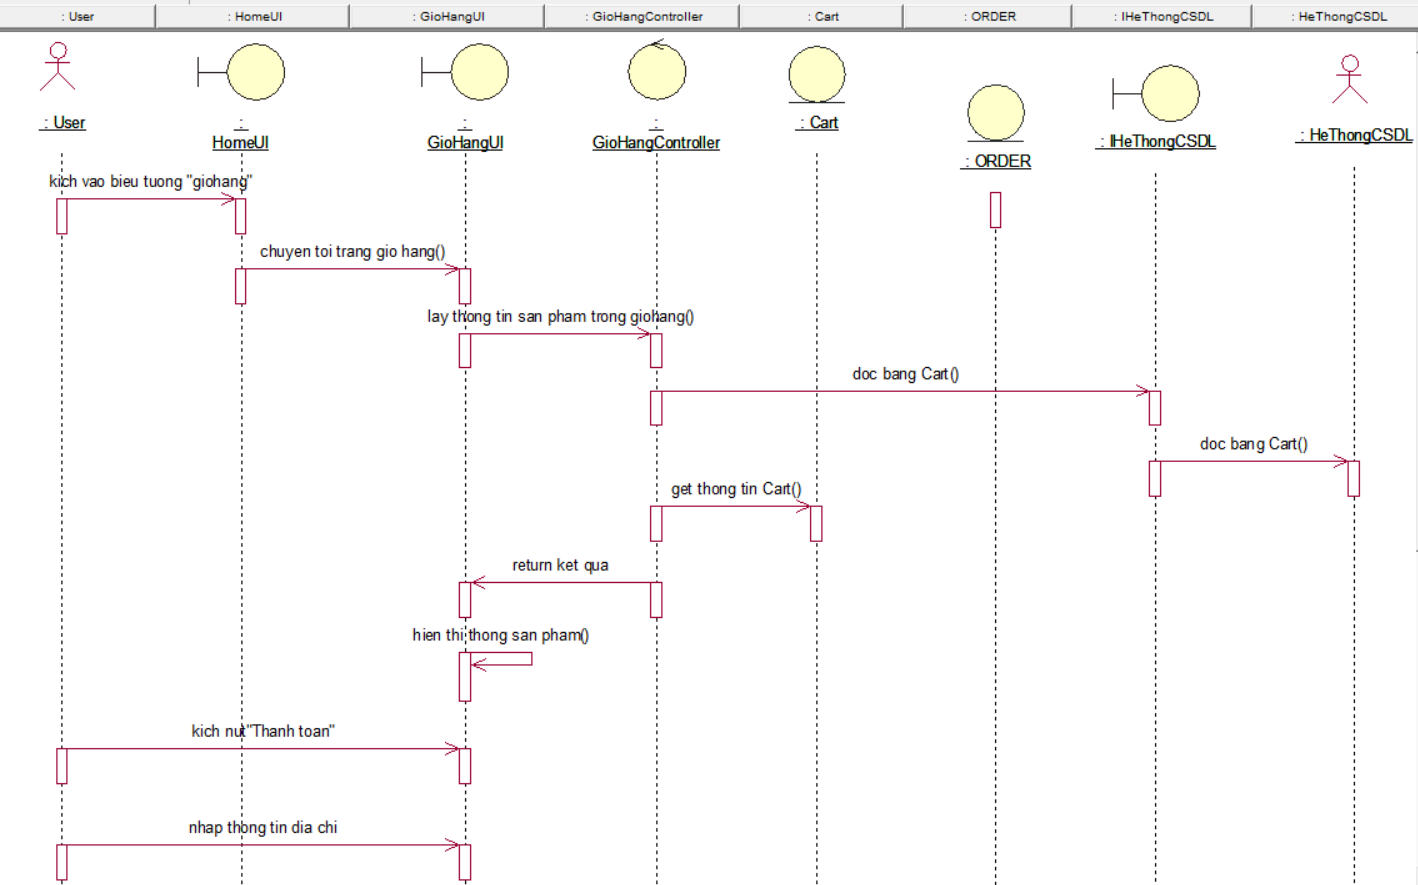 : User
: HomeUI
: GioHangUI
: GioHangController
: Cart
: ORDER
: IHeThongCSDL
: HeThongCSDL
: User
:
HomeUI
:
GioHangUI
:
GioHangController
: Cart
: ORDER
: IHeThongCSDL
: HeThongCSDL
kich vao bieu tuong "giohang"
chuyen toi trang gio hang()
lay thong tin san pham trong giohang()
doc bang Cart()
doc bang Cart()
get thong tin Cart()
return ket qua
hien thi thong san pham()
kich nut"Thanh toan"
nhap thong tin dia chi